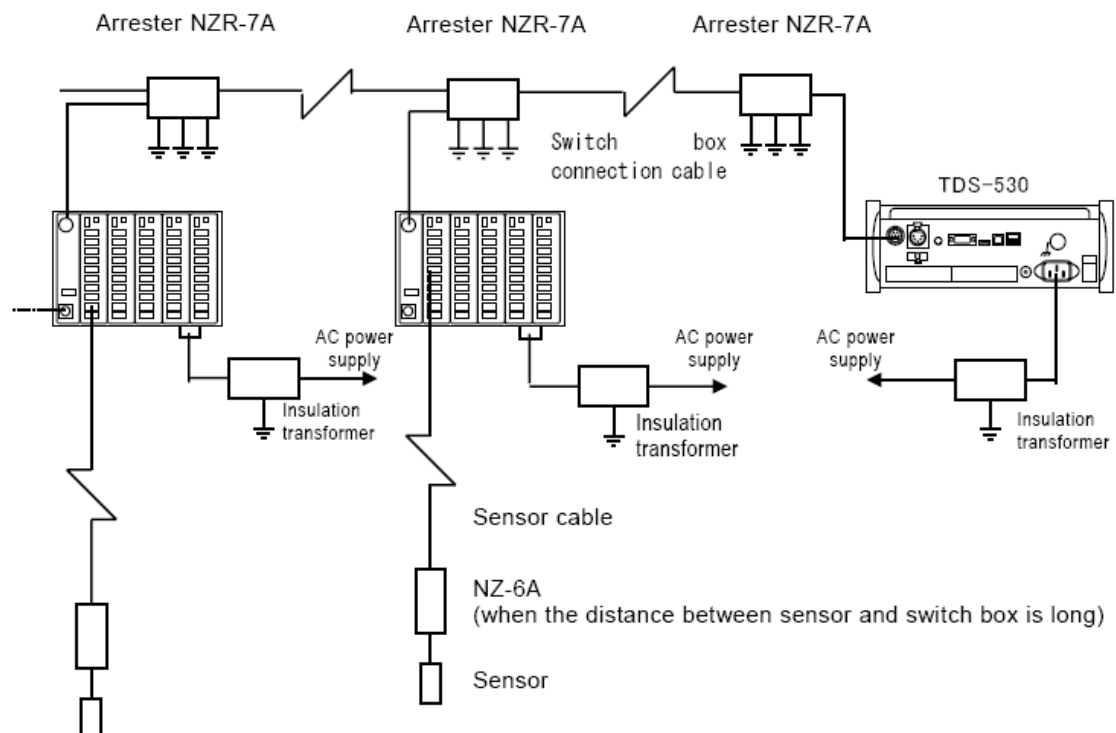 Arrester NZR-7A
Arrester NZR-7A
Arrester NZR-7A
Switch box
connection cable
TDS-530
AC power
supply
Insulation
transformer
AC power
supply
Insulation
transformer
AC power
supply
Insulation
transformer
Sensor cable
NZ-6A
(when the distance between sensor and switch box is long)
Sensor